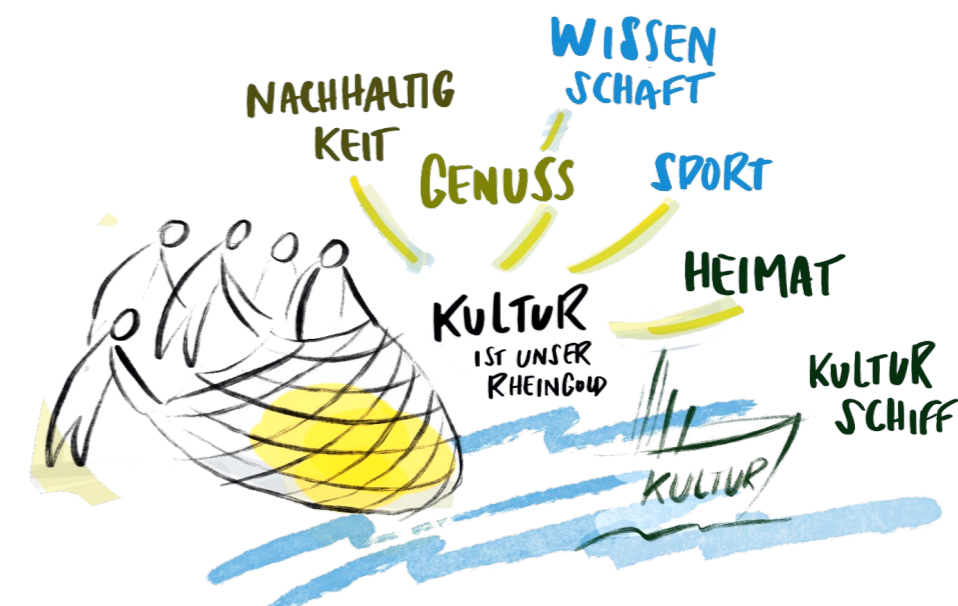 WISSEN
SCHAFT
NACHHALTIG
KEIT
GENUSS
SPORT
HEIMAT
KULTUR
IST UNSER
RHEINGOLD
KULTUR
SCHIFF
KULTUR